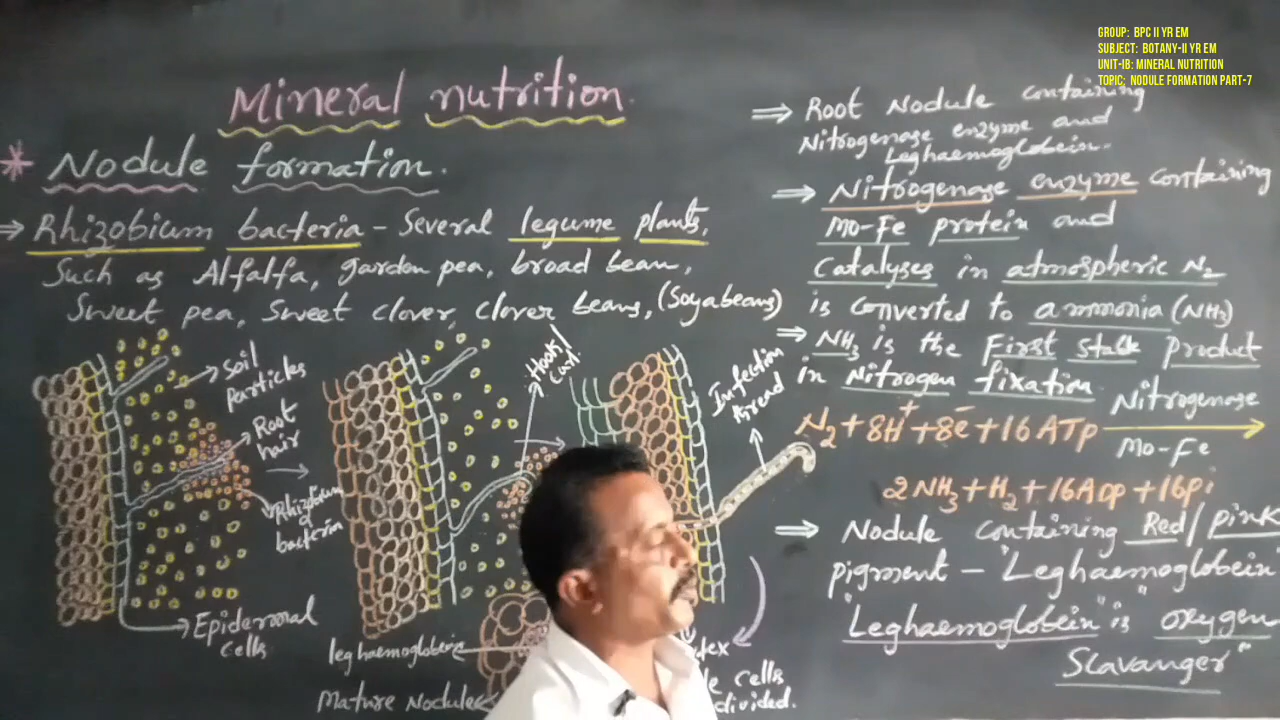 GROUP: BPC II YR EM
SUBJECT: BOTANY-II YR EM
UNIT-IB: MINERAL NUTRITION
TOPIC: NODULE FORMATION PART-7
Mineral nutrition.
* Nodule formation.
⇒ Rhizobium bacteria - Several legume plants,
Such as Alfalfa, garden pea, broad bean,
Sweet pea, Sweet clover, clover beans, (Soyabeans)
Soil
Particles
Root
hair
Rhizobium
bacteria
Epidermal
cells
Hook/
Curl
Infection
thread
leghaemoglobein
Mature Nodule
cells
divided.
⇒ Root Nodule containing
Nitrogenase enzyme and
Leghaemoglobein.
⇒ Nitrogenase enzyme containing
Mo-Fe protein and
Catalyses in atmospheric N2
is converted to ammonia (NH3)
⇒ NH3 is the First stable Product
in Nitrogen fixation
N2 + 8H+ + 8e- + 16 ATP
Nitrogenase
Mo-Fe
2NH3 + H2 + 16ADP + 16Pi
⇒ Nodule containing Red/Pink
pigment - "Leghaemoglobein"
"Leghaemoglobein" is oxygen
Scavanger"